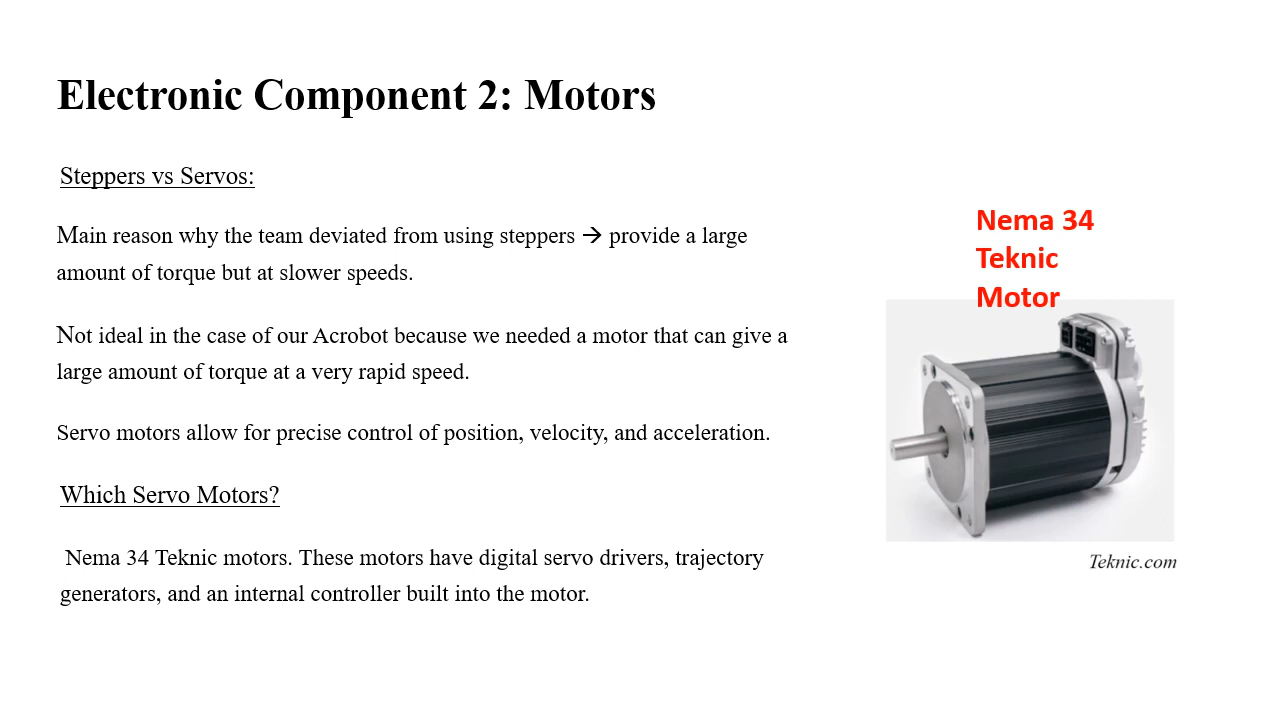 Electronic Component 2: Motors
Steppers vs Servos:
Main reason why the team deviated from using steppers → provide a large
amount of torque but at slower speeds.
Not ideal in the case of our Acrobot because we needed a motor that can give a
large amount of torque at a very rapid speed.
Servo motors allow for precise control of position, velocity, and acceleration.
Which Servo Motors?
Nema 34 Teknic motors. These motors have digital servo drivers, trajectory
generators, and an internal controller built into the motor.
Nema 34
Teknic
Motor
Teknic.com